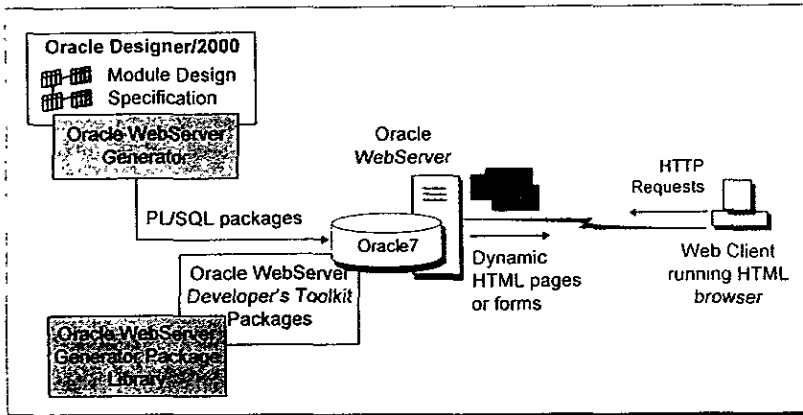 Oracle Designer/2000
Module Design
Specification
Oracle WebServer
Generator
Oracle
WebServer
HTTP
Requests
PL/SQL packages
Oracle7
Dynamic
HTML pages
or forms
Web Client
running HTML
browser
Oracle WebServer
Developer's Toolkit
Packages
Oracle WebServer
Generator Package
Library